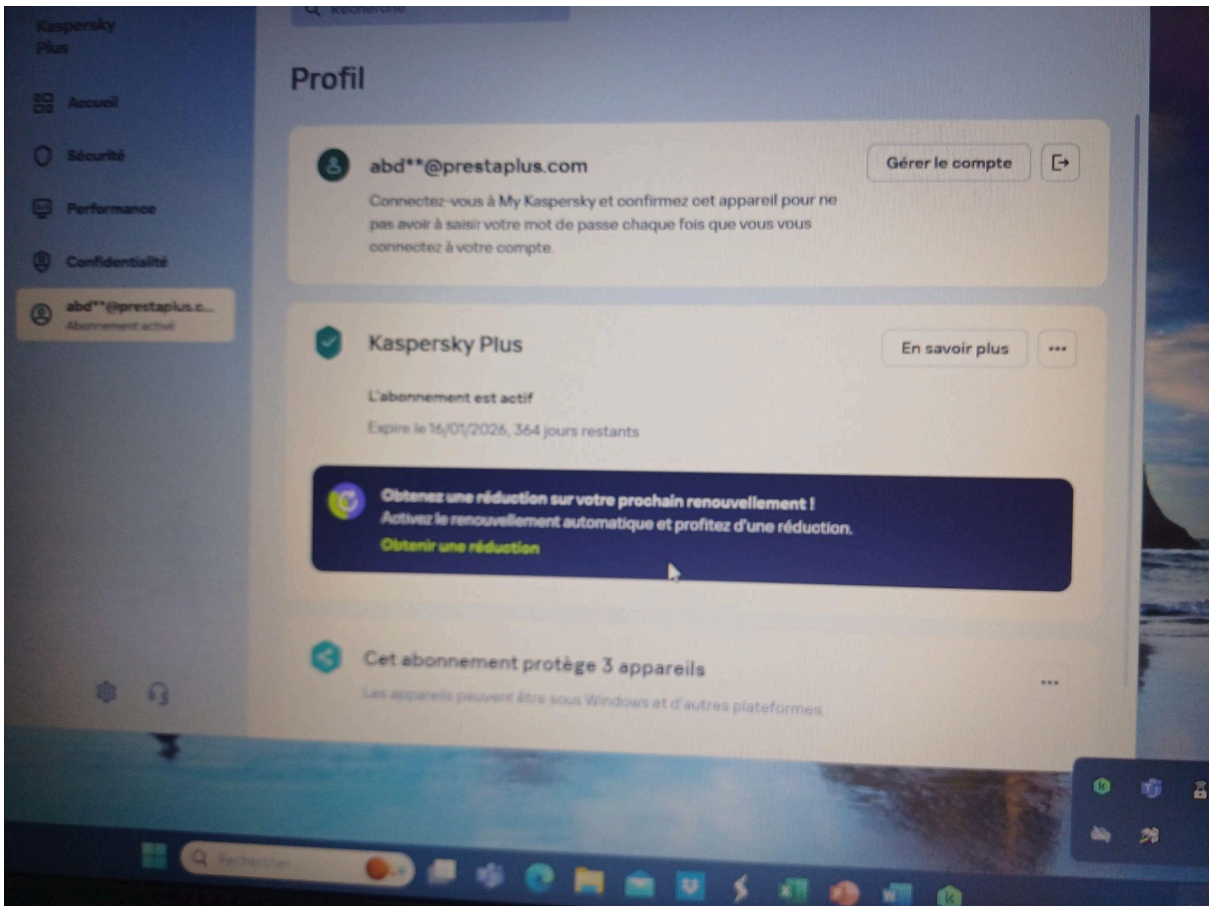 Kaspersky
Plus
Recherche
Profil
Accueil
Sécurité
Performance
Confidentialité
abd**@prestaplus.c...
Abonnement activé
abd**@prestaplus.com
Gérer le compte
Connectez-vous à My Kaspersky et confirmez cet appareil pour ne
pas avoir à saisir votre mot de passe chaque fois que vous vous
connectez à votre compte.
Kaspersky Plus
En savoir plus
L'abonnement est actif
Expire le 16/01/2026, 364 jours restants
Obtenez une réduction sur votre prochain renouvellement !
Activez le renouvellement automatique et profitez d'une réduction.
Obtenir une réduction
Cet abonnement protège 3 appareils
Les appareils peuvent être sous Windows et d'autres plateformes.
Rechercher